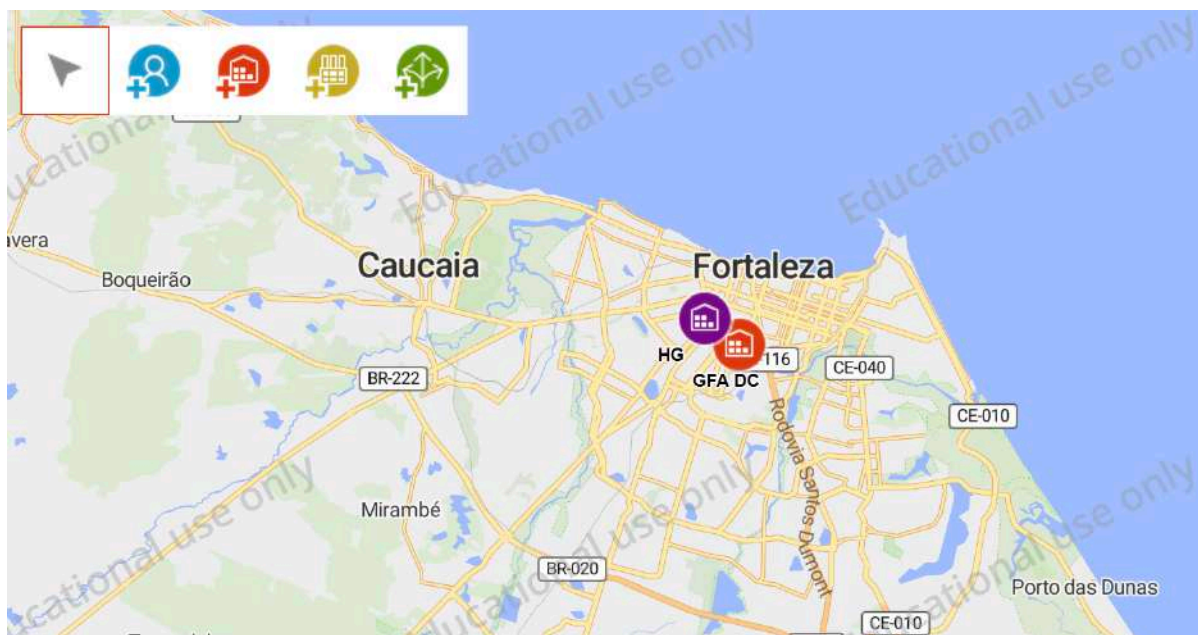 Educational use only
Educational use only
Educational use only
avera
Boqueirão
Caucaia
Fortaleza
HG
GFA DC
116
BR-222
CE-040
CE-010
Rodovia Santos Dumont
Mirambé
Educational use only
Educational use only
Educational use only
BR-020
Porto das Dunas
CE-010